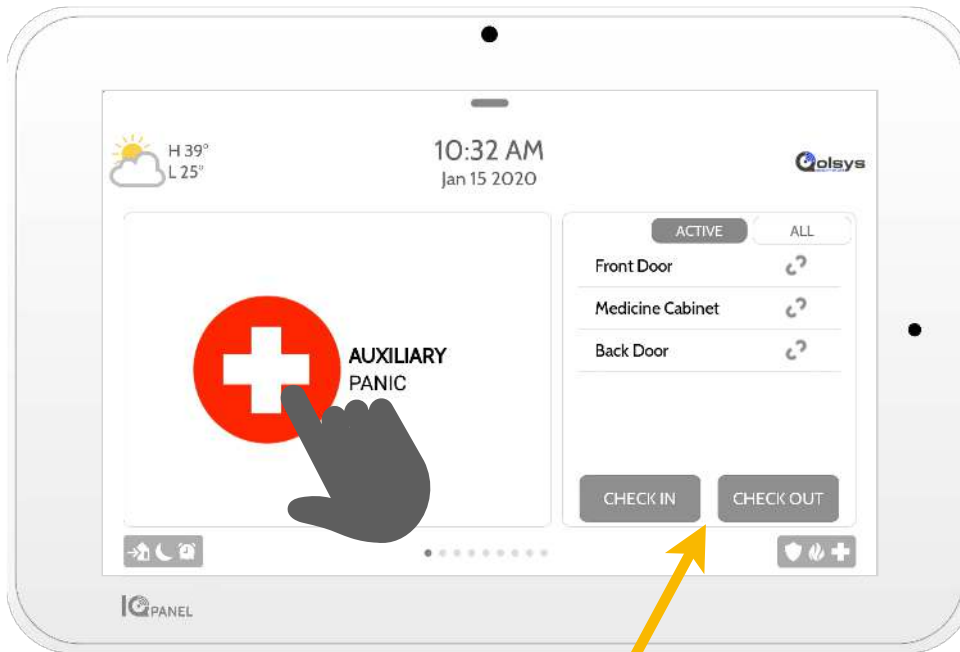 H 39°
L 25°
10:32 AM
Jan 15 2020
Qolsys
ACTIVE
ALL
Front Door
Medicine Cabinet
Back Door
AUXILIARY
PANIC
CHECK IN
CHECK OUT
IQ PANEL